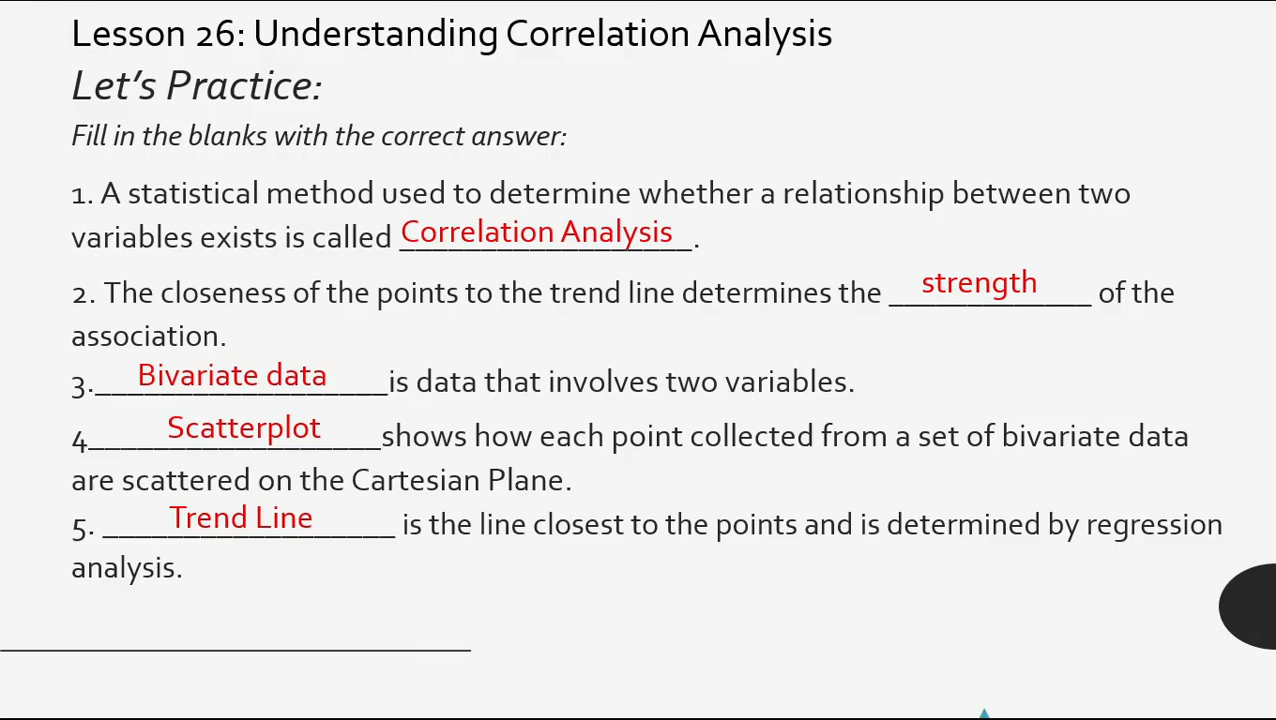 Lesson 26: Understanding Correlation Analysis
Let's Practice:
Fill in the blanks with the correct answer:
1. A statistical method used to determine whether a relationship between two
variables exists is called Correlation Analysis.
2. The closeness of the points to the trend line determines the strength of the
association.
3. Bivariate data is data that involves two variables.
4 Scatterplot shows how each point collected from a set of bivariate data
are scattered on the Cartesian Plane.
5. Trend Line is the line closest to the points and is determined by regression
analysis.